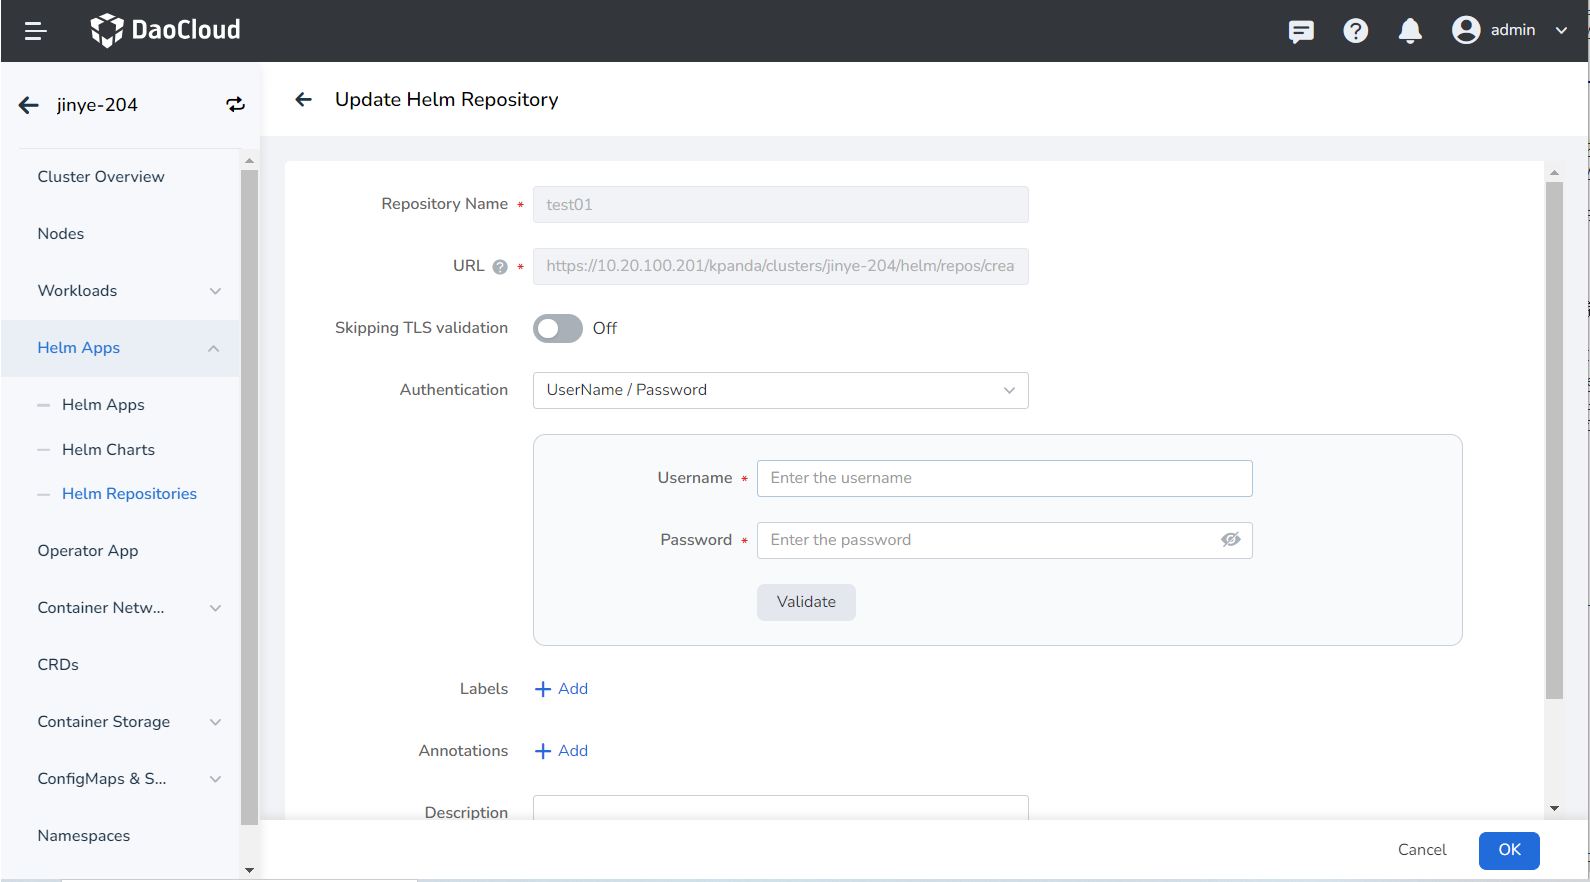 DaoCloud
admin
jinye-204
Update Helm Repository
Cluster Overview
Nodes
Workloads
Helm Apps
Helm Apps
Helm Charts
Helm Repositories
Operator App
Container Netw...
CRDs
Container Storage
ConfigMaps & S...
Namespaces
Repository Name * test01
URL ? * https://10.20.100.201/kpanda/clusters/jinye-204/helm/repos/crea
Skipping TLS validation Off
Authentication UserName / Password
Username * Enter the username
Password * Enter the password
Validate
Labels + Add
Annotations + Add
Description
Cancel OK